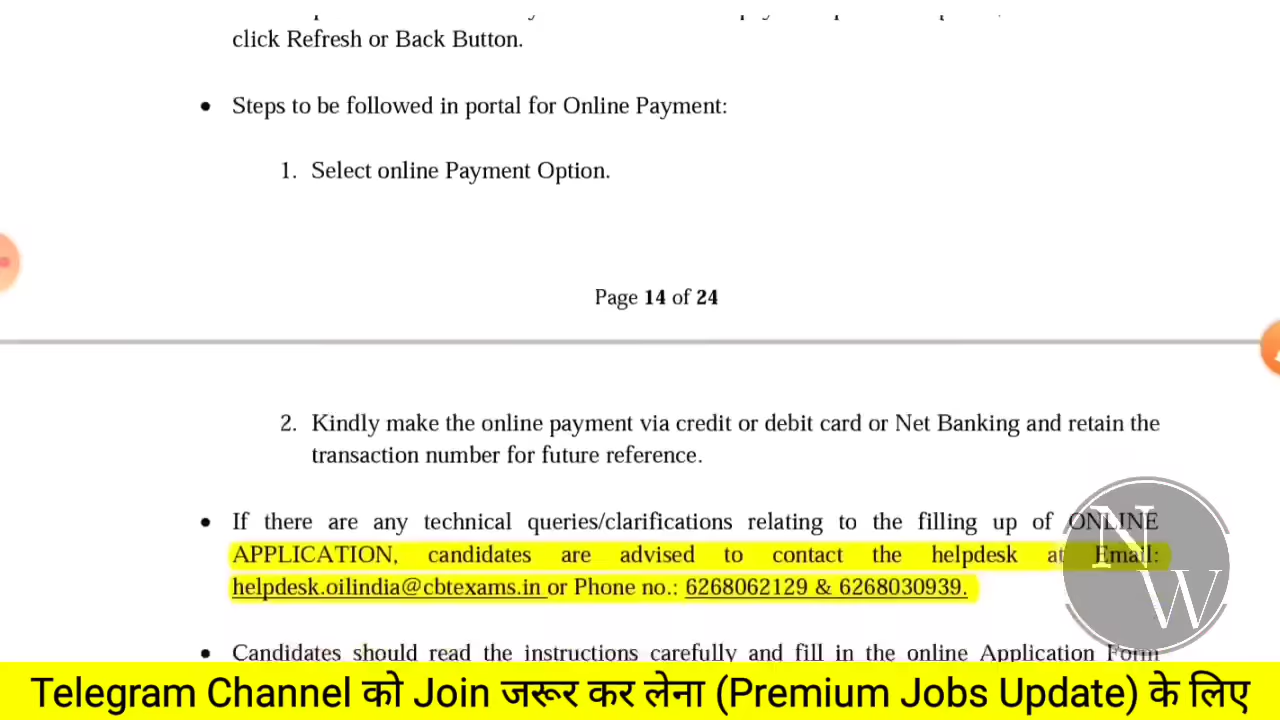 click Refresh or Back Button.
• Steps to be followed in portal for Online Payment:
1. Select online Payment Option.
Page 14 of 24
2. Kindly make the online payment via credit or debit card or Net Banking and retain the
transaction number for future reference.
• If there are any technical queries/clarifications relating to the filling up of ONLINE
APPLICATION, candidates are advised to contact the helpdesk at Email:
helpdesk.oilindia@cbtexams.in or Phone no.: 6268062129 & 6268030939.
NW
• Candidates should read the instructions carefully and fill in the online Application Form
Telegram Channel को Join जरूर कर लेना (Premium Jobs Update) के लिए